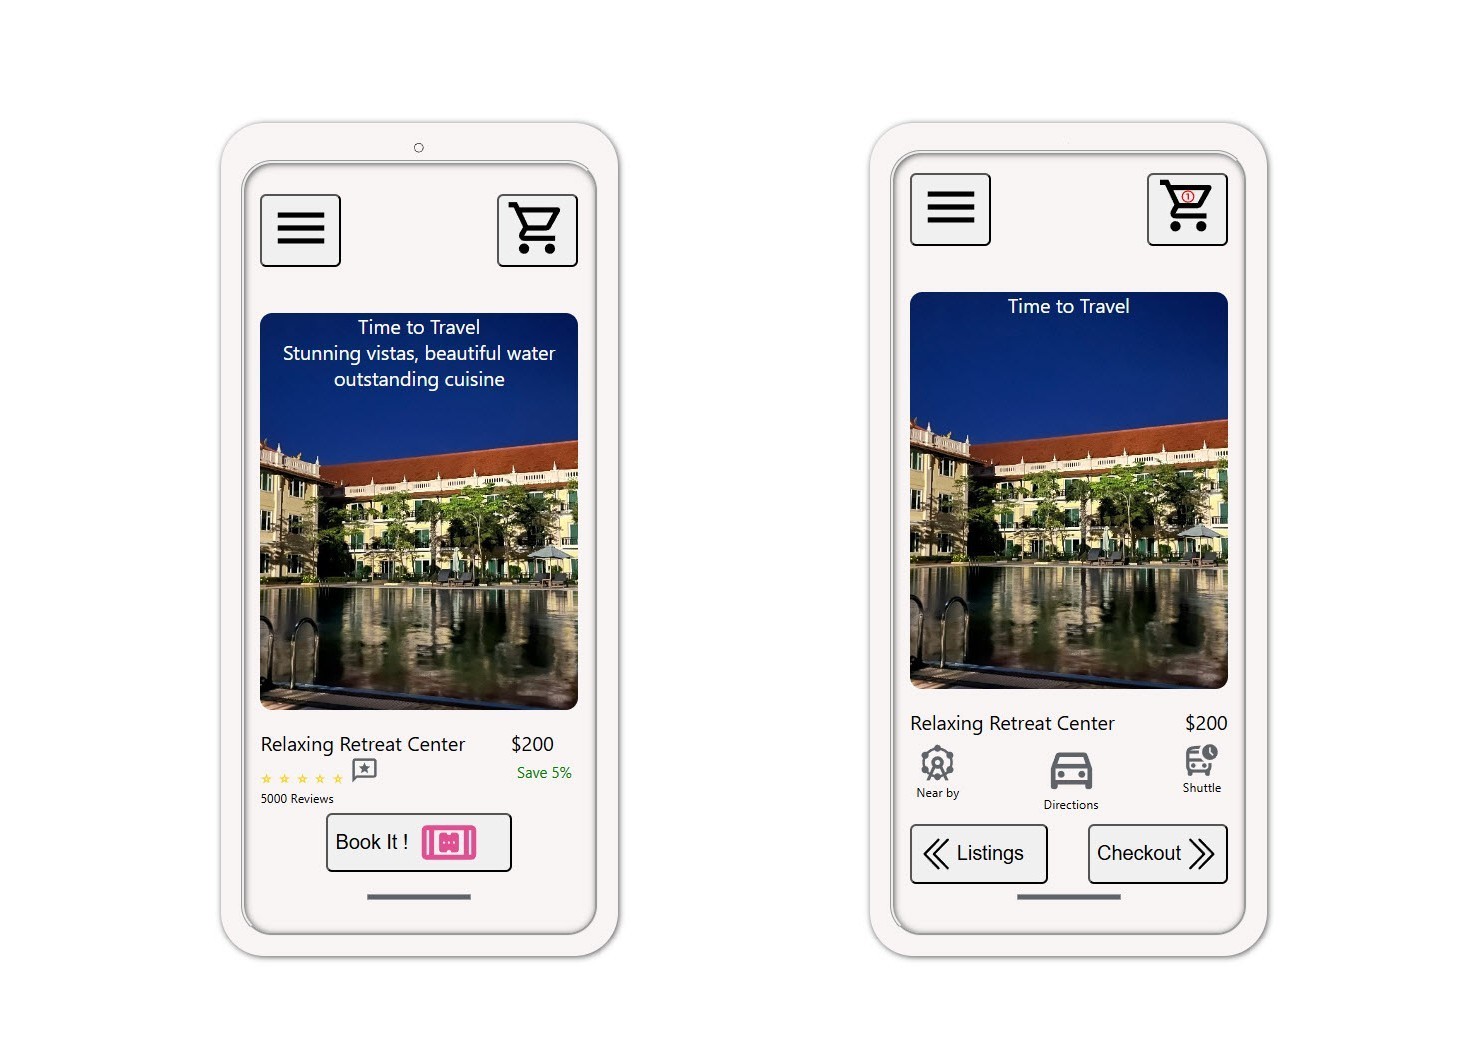 Time to Travel
Stunning vistas, beautiful water
outstanding cuisine
Relaxing Retreat Center $200
Save 5%
5000 Reviews
Book It !
1
Time to Travel
Relaxing Retreat Center $200
Near by
Directions
Shuttle
Listings
Checkout